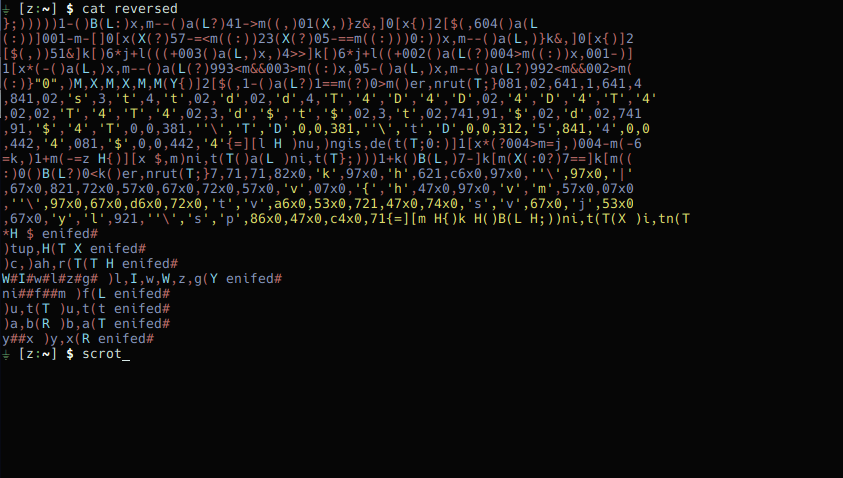 ⏚ [z:~] $ cat reversed
};)))))1-()B(L:)x,m--()a(L?)41->m((,)01(X,)}z&,]0[x{)]2[$(,604()a(L
(:))]001-m-[]0[x(X(?)57-=<m((:))23(X(?)05-==m((:)))0:))x,m--()a(L,)}k&,]0[x{)]2
[$(,))51&]k[)6*j+l(((+003()a(L,)x,)4>>]k[)6*j+l((+002()a(L(?)004>m((:))x,001-)]
1[x*(-()a(L,)x,m--()a(L(?)993<m&&003>m((:)x,05-()a(L,)x,m--()a(L(?)992<m&&002>m(
(:)}"0",)M,X,M,X,M,M(Y{)]2[$(,1-()a(L?)1==m(?)0>m()er,nrut(T;}081,02,641,1,641,4
,841,02,'s',3,'t',4,'t',02,'d',02,'d',4,'T','4','D','4','D',02,'4','D','4','T','4'
,02,02,'T','4','T','4',02,3,'d','$','t','$',02,3,'t',02,741,91,'$',02,'d',02,741
,91,'$','4','T',0,0,381,''\','T','D',0,0,381,''\','t','D',0,0,312,'5',841,'4',0,0
,442,'4',081,'$',0,0,442,'4'{=][l H )nu,)ngis,de(t(T;0:)]1[x*(?004>m=j,)004-m(-6
=k,)1+m(-=z H{)][x $,m)ni,t(T()a(L )ni,t(T};)))1+k()B(L,)7-]k[m(X(:0?)7==]k[m((
:)0()B(L?)0<k()er,nrut(T;}7,71,71,82x0,'k',97x0,'h',621,c6x0,97x0,''\',97x0,'|'
,67x0,821,72x0,57x0,67x0,72x0,57x0,'v',07x0,'{','h',47x0,97x0,'v','m',57x0,07x0
,''\',97x0,67x0,d6x0,72x0,'t','v',a6x0,53x0,721,47x0,74x0,'s','v',67x0,'j',53x0
,67x0,'y','l',921,''\','s','p',86x0,47x0,c4x0,71{=][m H{)k H()B(L H;))ni,t(T(X )i,tn(T
*H $ enifed#
)tup,H(T X enifed#
)c,)ah,r(T(T H enifed#
W#I#w#l#z#g# )l,I,w,W,z,g(Y enifed#
ni##f##m )f(L enifed#
)u,t(T )u,t(t enifed#
)a,b(R )b,a(T enifed#
y##x )y,x(R enifed#
⏚ [z:~] $ scrot_